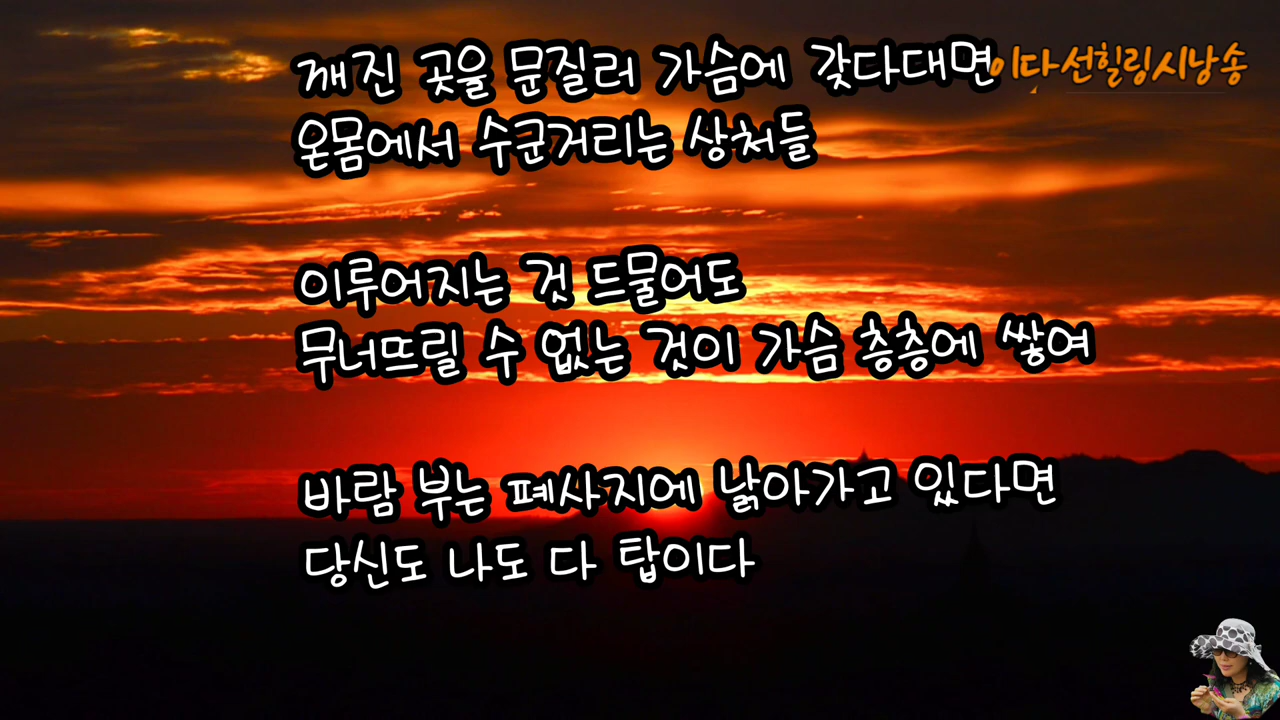 깨진 곳을 문질러 가슴에 갖다대면
이다선힐링시낭송
온몸에서 수군거리는 상처들
이루어지는 것 드물어도
무너뜨릴 수 없는 것이 가슴 층층에 쌓여
바람 부는 폐사지에 낡아가고 있다면
당신도 나도 다 탑이다